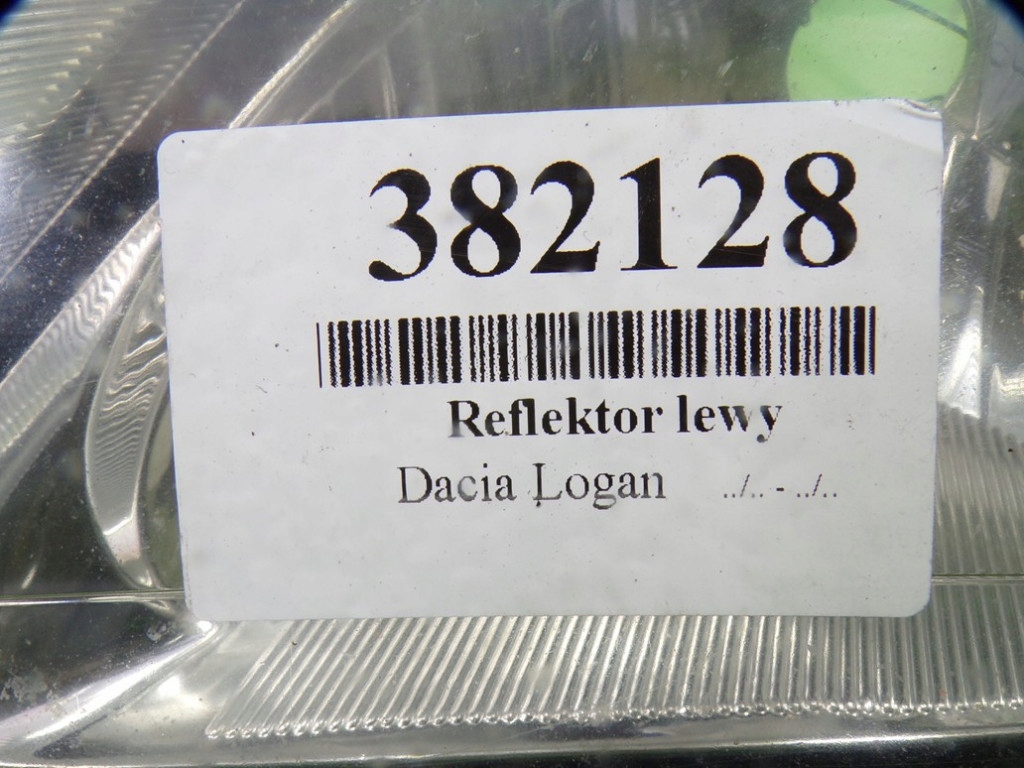 382128
Reflektor lewy
Dacia Logan ../.. - ../..